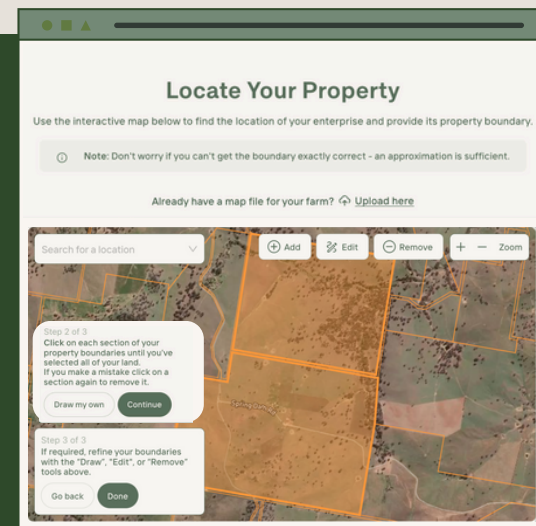 Locate Your Property
Use the interactive map below to find the location of your enterprise and provide its property boundary.
Note: Don't worry if you can't get the boundary exactly correct - an approximation is sufficient.
Already have a map file for your farm? Upload here
Search for a location
Add
Edit
Remove
+ — Zoom
Step 2 of 3
Click on each section of your
property boundaries until you've
selected all of your land.
If you make a mistake click on a
section again to remove it.
Draw my own
Continue
Step 3 of 3
If required, refine your boundaries
with the "Draw", "Edit", or "Remove"
tools above.
Go back
Done